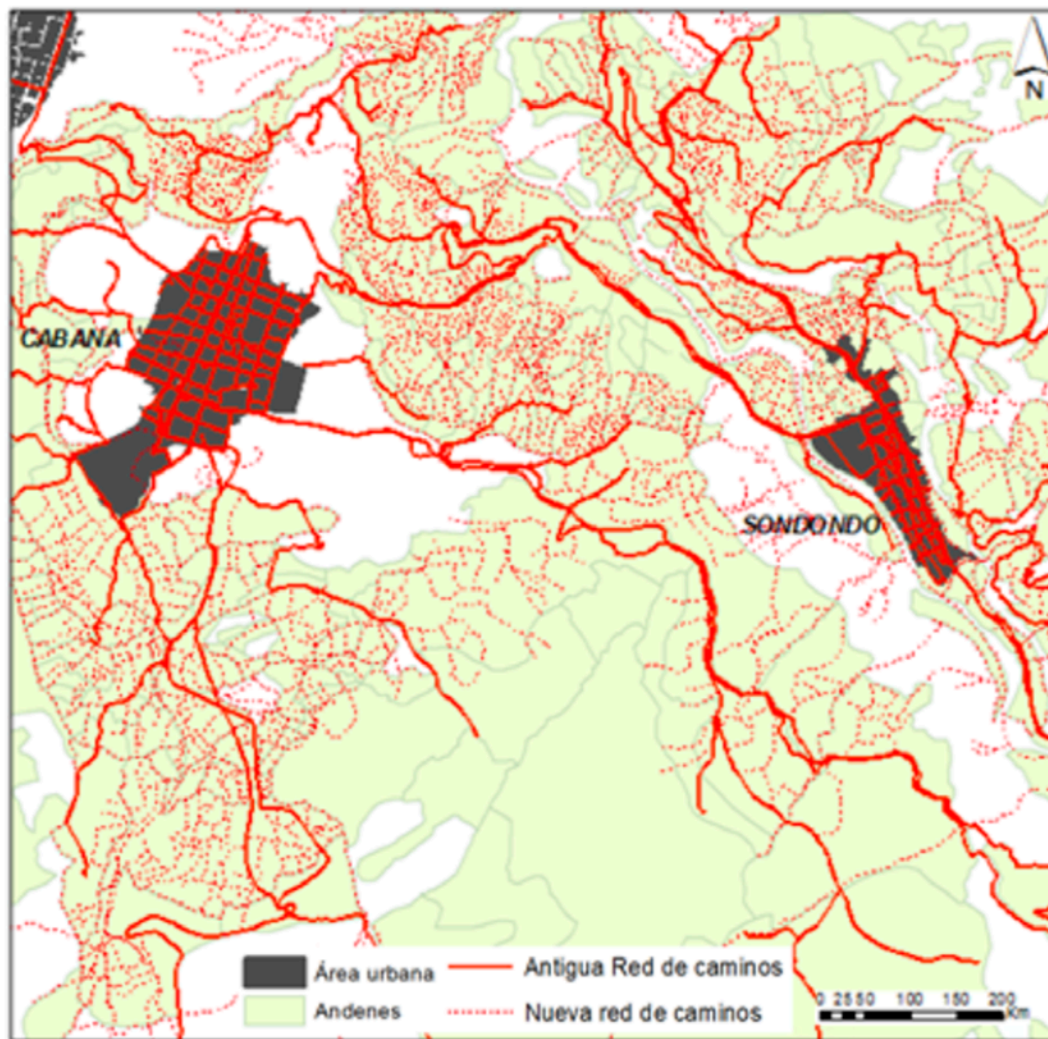 N
CABANA
SONDONDO
Área urbana
Antigua Red de caminos
Andenes
Nueva red de caminos
0 25 50 100 150 200
Km